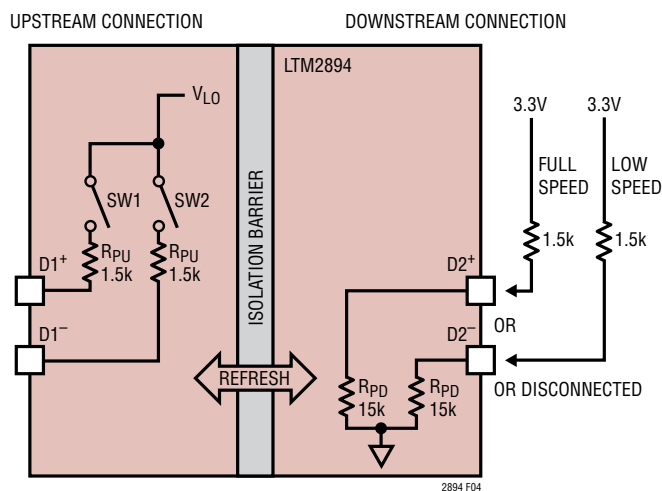 UPSTREAM CONNECTION
DOWNSTREAM CONNECTION
LTM2894
VLO
SW1
SW2
RPU
1.5k
RPU
1.5k
D1+
D1−
ISOLATION BARRIER
REFRESH
3.3V
3.3V
FULL
SPEED
LOW
SPEED
1.5k
1.5k
D2+
OR
D2−
OR DISCONNECTED
RPD
15k
RPD
15k
2894 F04